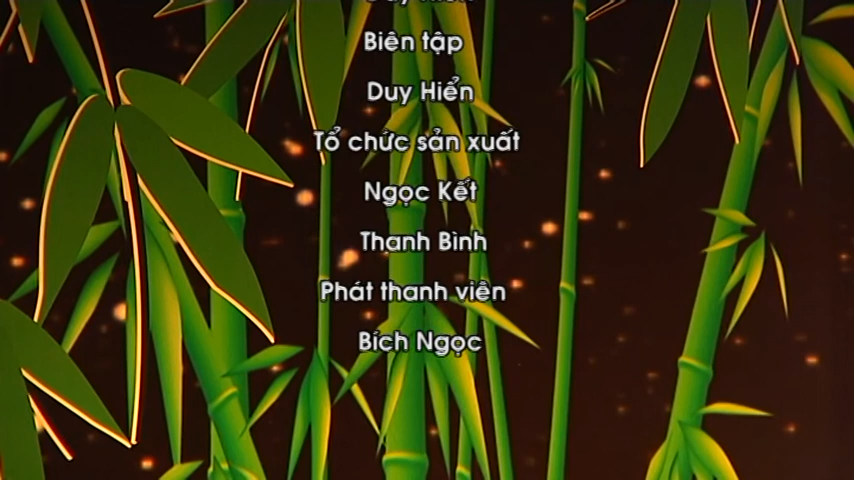 Biên tập
Duy Hiển
Tổ chức sản xuất
Ngọc Kết
Thanh Bình
Phát thanh viên
Bích Ngọc